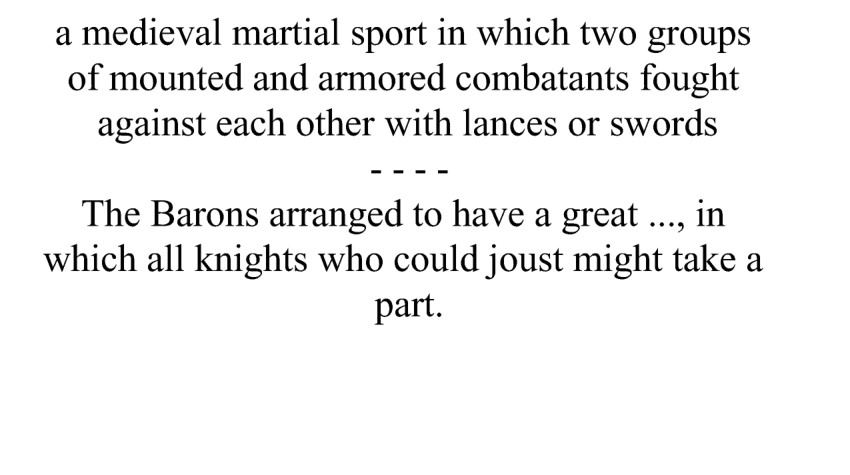 a medieval martial sport in which two groups
of mounted and armored combatants fought
against each other with lances or swords
- - - -
The Barons arranged to have a great ..., in
which all knights who could joust might take a
part.